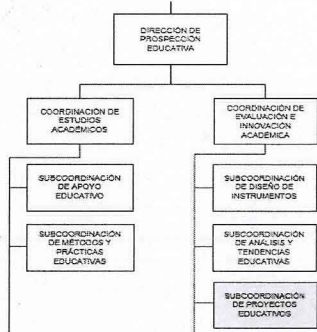 DIRECCIÓN DE
PROSPECCIÓN
EDUCATIVA
COORDINACIÓN DE
ESTUDIOS
ACADÉMICOS
COORDINACIÓN DE
EVALUACIÓN E
INNOVACIÓN
ACADÉMICA
SUBCOORDINACIÓN
DE APOYO
EDUCATIVO
SUBCOORDINACIÓN
DE DISEÑO DE
INSTRUMENTOS
SUBCOORDINACIÓN
DE MÉTODOS Y
PRÁCTICAS
EDUCATIVAS
SUBCOORDINACIÓN
DE ANÁLISIS Y
TENDENCIAS
EDUCATIVAS
SUBCOORDINACIÓN
DE PROYECTOS
EDUCATIVOS